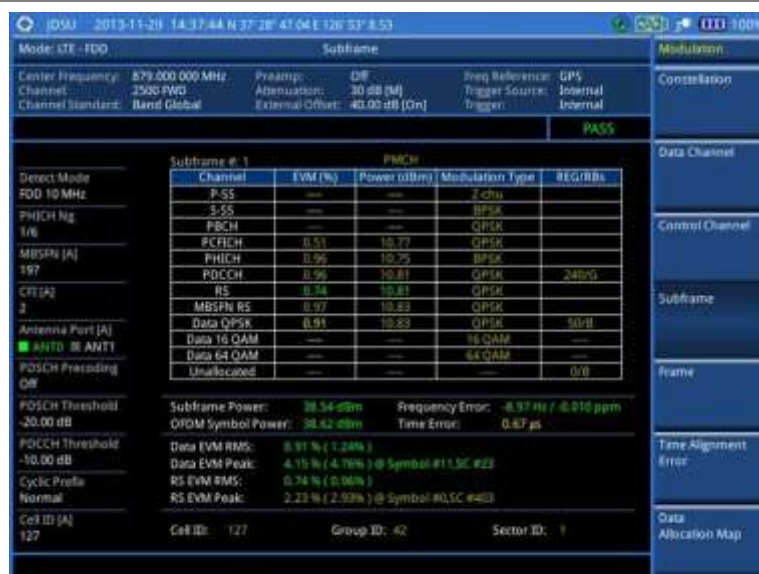 JDSU 2013-11-29 14:37:44 N 37° 28' 47.04 E 126° 53' 8.53 100%
Mode: LTE - FDD Subframe Modulation
Center Frequency: 879.000 000 MHz Preamp: Off Freq Reference: GPS
Channel: 2500 FWD Attenuation: 30 dB [M] Trigger Source: Internal
Channel Standard: Band Global External Offset: 40.00 dB [On] Trigger: Internal
PASS
Constellation
Data Channel
Control Channel
Subframe
Frame
Time Alignment Error
Data Allocation Map
Detect Mode
FDD 10 MHz
PHICH Ng
1/6
MBSFN [A]
197
CFI [A]
2
Antenna Port [A]
ANT0 ANT1
PDSCH Precoding
Off
PDSCH Threshold
-20.00 dB
PDCCH Threshold
-10.00 dB
Cyclic Prefix
Normal
Cell ID [A]
127
Subframe #: 1 PMCH
Channel EVM (%) Power (dBm) Modulation Type REG/RBs
P-SS --- --- Z-chu
S-SS --- --- BPSK
PBCH --- --- QPSK
PCFICH 0.51 10.77 QPSK
PHICH 0.96 10.75 BPSK
PDCCH 0.96 10.81 QPSK 240/G
RS 0.74 10.81 QPSK
MBSFN RS 0.97 10.83 QPSK
Data QPSK 0.91 10.83 QPSK 50/B
Data 16 QAM --- --- 16 QAM ---
Data 64 QAM --- --- 64 QAM ---
Unallocated --- --- --- 0/B
Subframe Power: 38.54 dBm Frequency Error: -8.97 Hz / -0.010 ppm
OFDM Symbol Power: 38.62 dBm Time Error: 0.67 µs
Data EVM RMS: 0.91 % ( 1.24% )
Data EVM Peak: 4.15 % ( 4.76% ) @ Symbol #11,SC #23
RS EVM RMS: 0.74 % ( 0.96% )
RS EVM Peak: 2.23 % ( 2.93% ) @ Symbol #0,SC #403
Cell ID: 127 Group ID: 42 Sector ID: 1